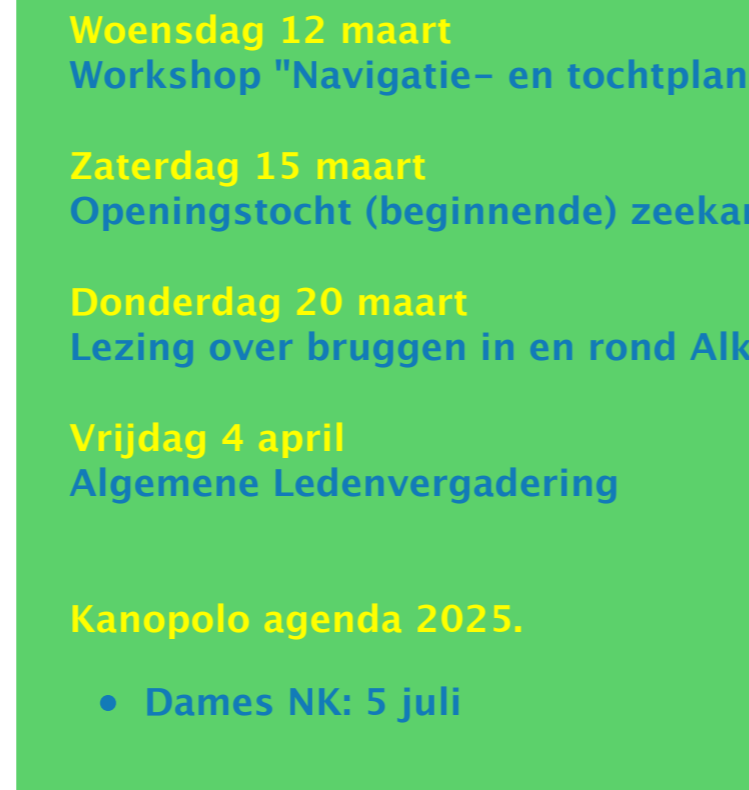 Woensdag 12 maart
Workshop "Navigatie- en tochtplan
Zaterdag 15 maart
Openingstocht (beginnende) zeeka
Donderdag 20 maart
Lezing over bruggen in en rond Alk
Vrijdag 4 april
Algemene Ledenvergadering
Kanopolo agenda 2025.
• Dames NK: 5 juli